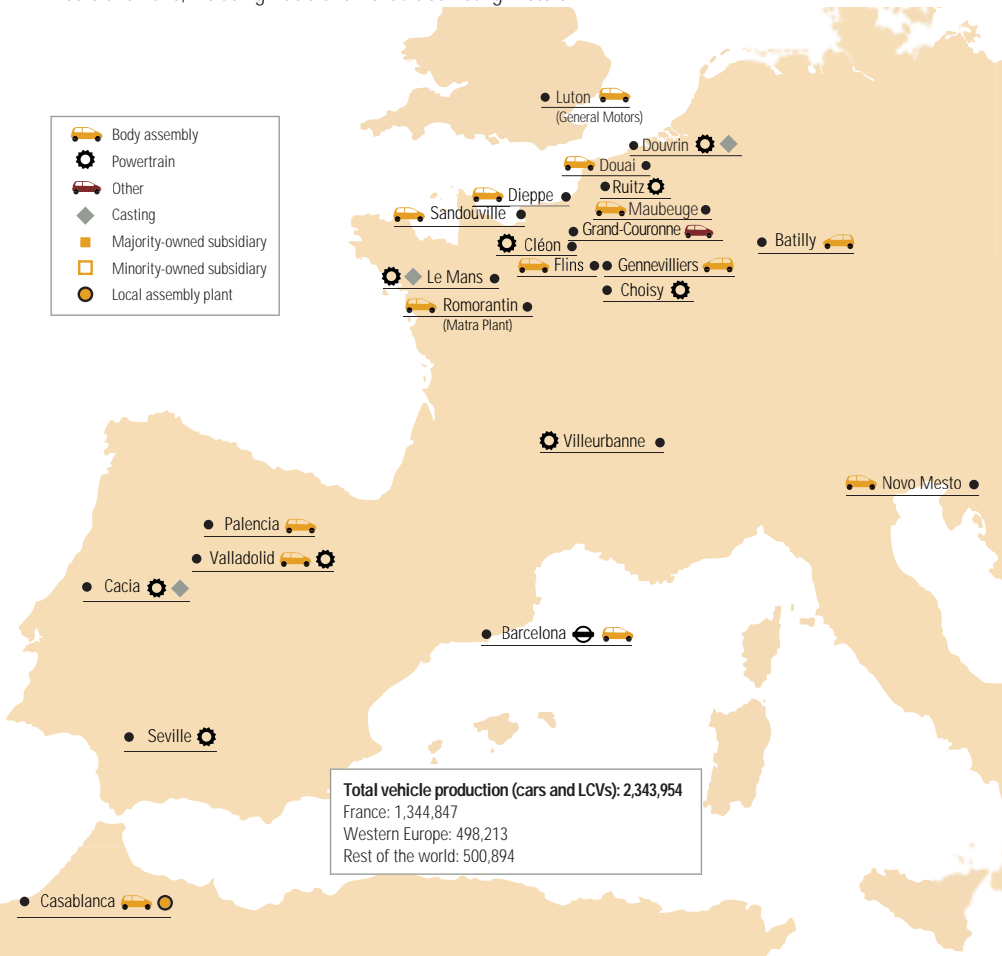 Luton
(General Motors)
Body assembly
Powertrain
Other
Casting
Majority-owned subsidiary
Minority-owned subsidiary
Local assembly plant
Douvrin
Douai
Ruitz
Dieppe
Maubeuge
Sandouville
Grand-Couronne
Cléon
Batilly
Flins
Gennevilliers
Le Mans
Choisy
Romorantin
(Matra Plant)
Villeurbanne
Novo Mesto
Palencia
Valladolid
Cacia
Barcelona
Seville
Total vehicle production (cars and LCVs): 2,343,954
France: 1,344,847
Western Europe: 498,213
Rest of the world: 500,894
Casablanca